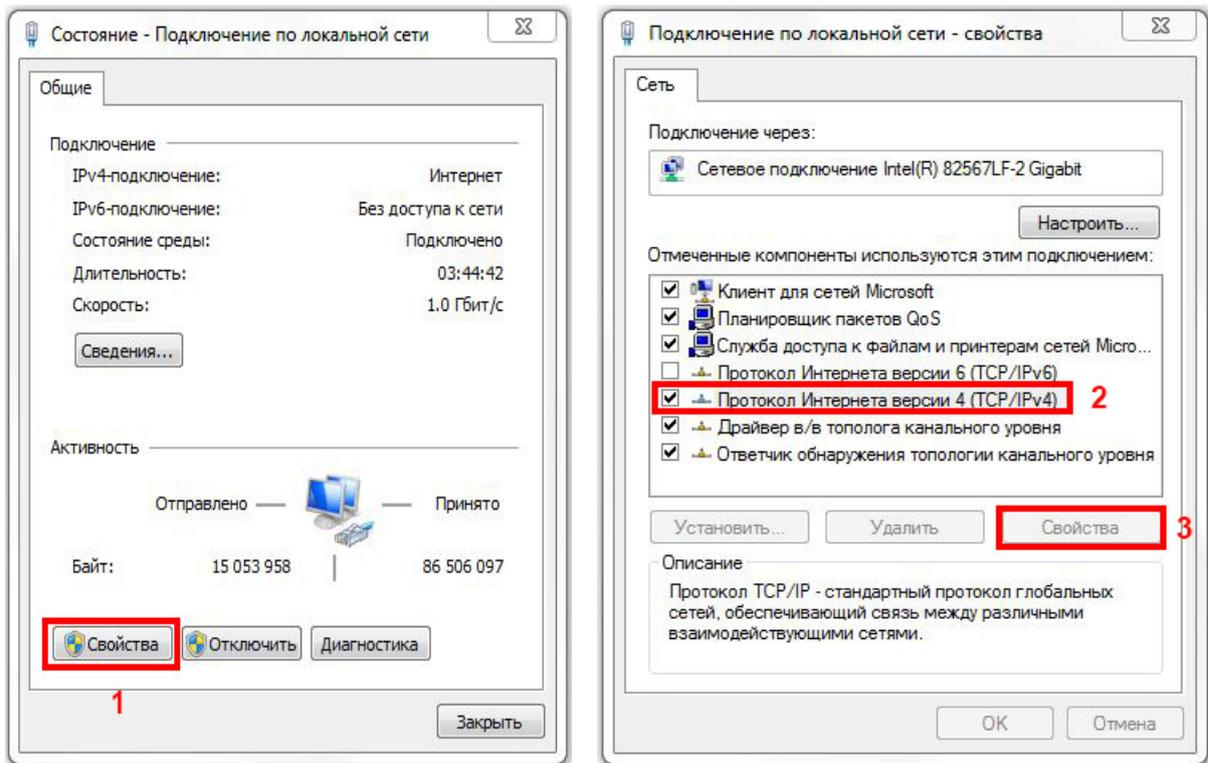 Состояние - Подключение по локальной сети
Общие
Подключение
IPv4-подключение: Интернет
IPv6-подключение: Без доступа к сети
Состояние среды: Подключено
Длительность: 03:44:42
Скорость: 1.0 Гбит/с
Сведения...
Активность
Отправлено — — Принято
Байт: 15 053 958 86 506 097
Свойства Отключить Диагностика
1
Закрыть
Подключение по локальной сети - свойства
Сеть
Подключение через:
Сетевое подключение Intel(R) 82567LF-2 Gigabit
Настроить...
Отмеченные компоненты используются этим подключением:
Клиент для сетей Microsoft
Планировщик пакетов QoS
Служба доступа к файлам и принтерам сетей Micro...
Протокол Интернета версии 6 (TCP/IPv6)
Протокол Интернета версии 4 (TCP/IPv4) 2
Драйвер в/в тополога канального уровня
Ответчик обнаружения топологии канального уровня
Установить... Удалить Свойства 3
Описание
Протокол TCP/IP - стандартный протокол глобальных
сетей, обеспечивающий связь между различными
взаимодействующими сетями.
OK Отмена